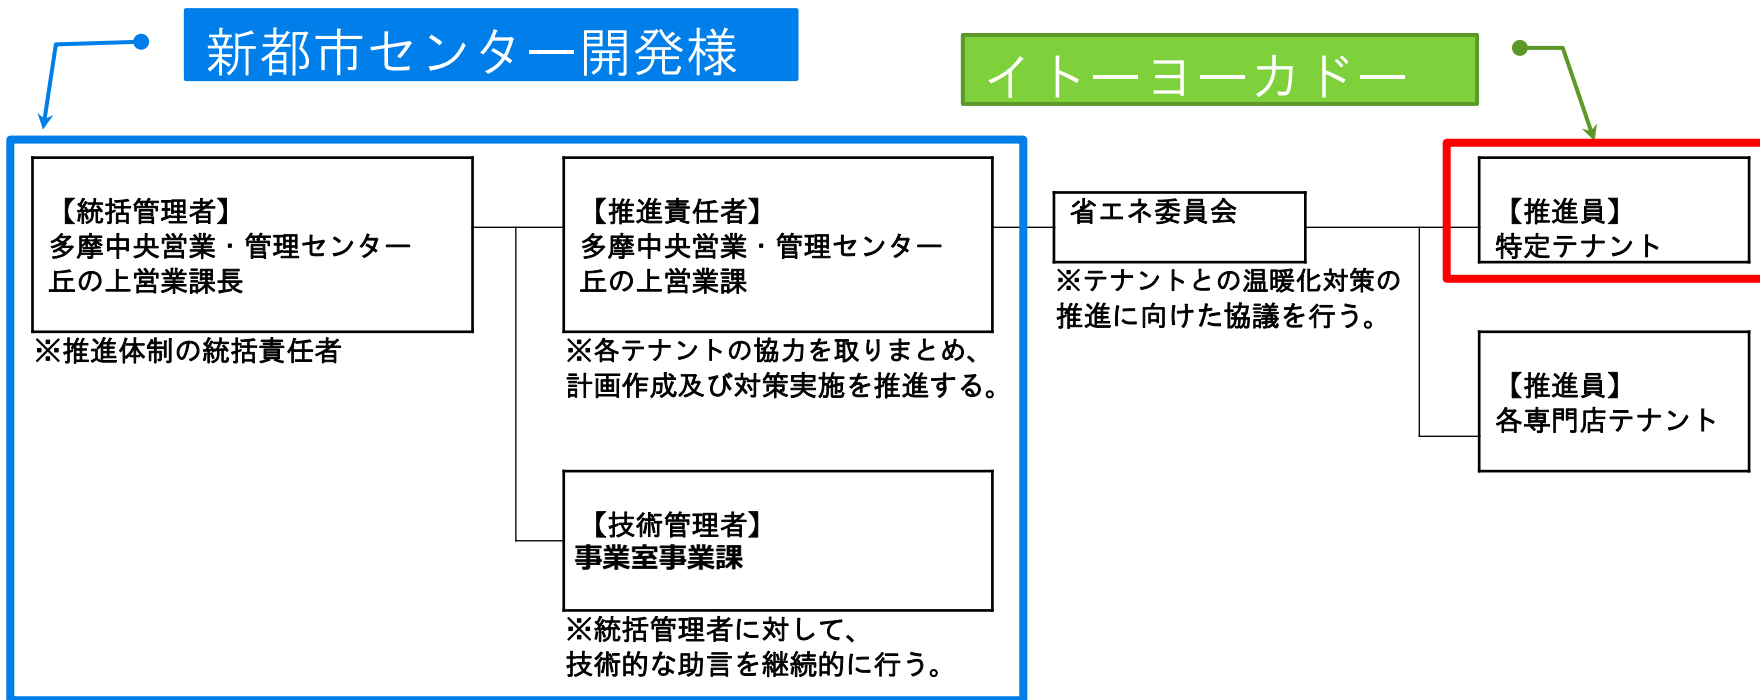 新都市センター開発様
イトーヨーカドー
【統括管理者】
多摩中央営業・管理センター
丘の上営業課長
※推進体制の統括責任者
【推進責任者】
多摩中央営業・管理センター
丘の上営業課
※各テナントの協力を取りまとめ、
計画作成及び対策実施を推進する。
【技術管理者】
事業室事業課
※統括管理者に対して、
技術的な助言を継続的に行う。
省エネ委員会
※テナントとの温暖化対策の
推進に向けた協議を行う。
【推進員】
特定テナント
【推進員】
各専門店テナント